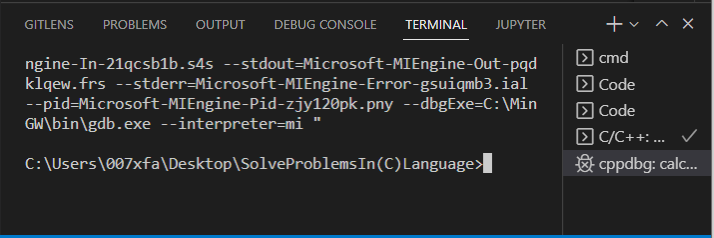 GITLENS PROBLEMS OUTPUT DEBUG CONSOLE TERMINAL JUPYTER
ngine-In-21qcsb1b.s4s --stdout=Microsoft-MIEngine-Out-pqd
klqew.frs --stderr=Microsoft-MIEngine-Error-gsuiqmb3.ial
--pid=Microsoft-MIEngine-Pid-zjy120pk.pny --dbgExe=C:\Min
GW\bin\gdb.exe --interpreter=mi "
C:\Users\007xfa\Desktop\SolveProblemsIn(C)Language>
cmd
Code
Code
C/C++: ...
cppdbg: calc...